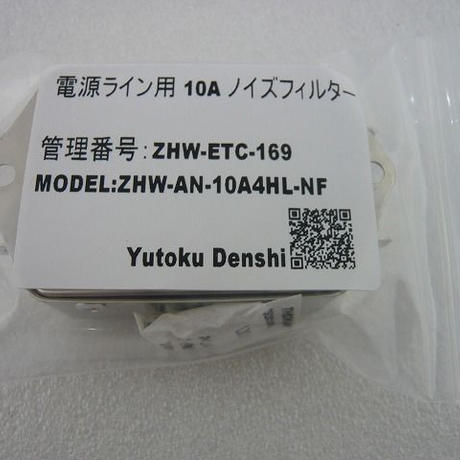 電源ライン用 10A ノイズフィルター
管理番号:ZHW-ETC-169
MODEL:ZHW-AN-10A4HL-NF
Yutoku Denshi